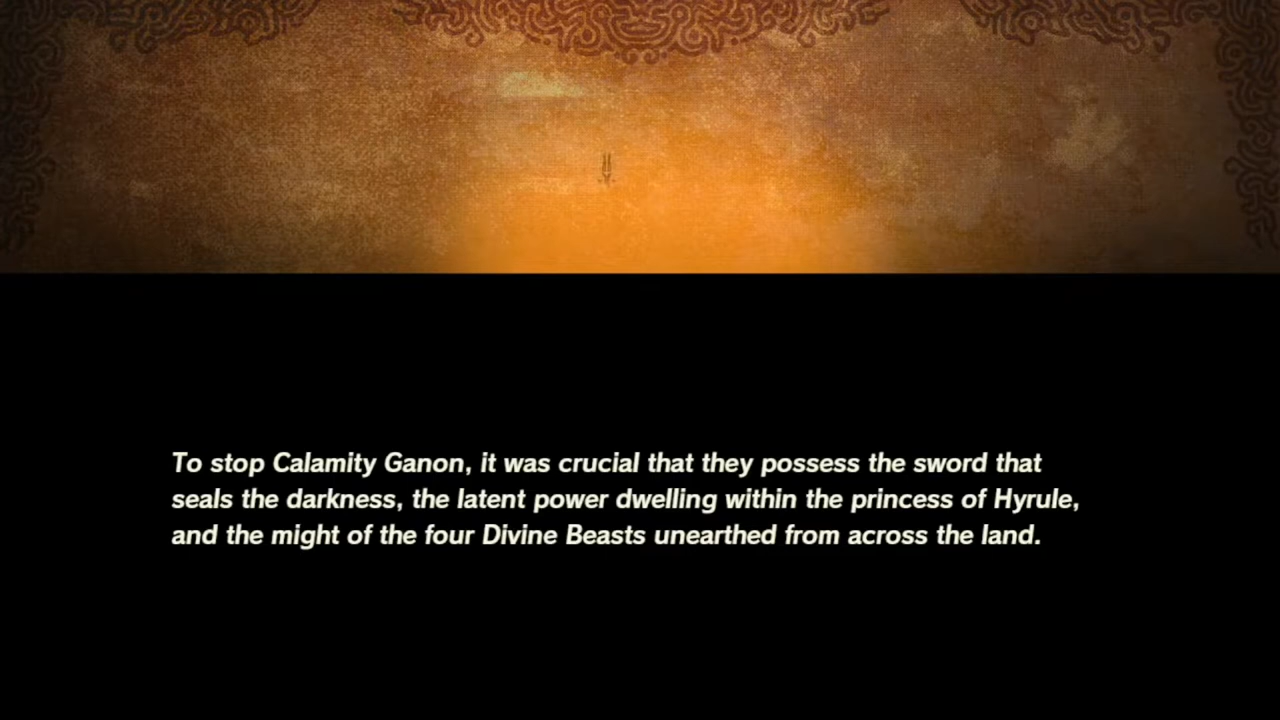 To stop Calamity Ganon, it was crucial that they possess the sword that
seals the darkness, the latent power dwelling within the princess of Hyrule,
and the might of the four Divine Beasts unearthed from across the land.